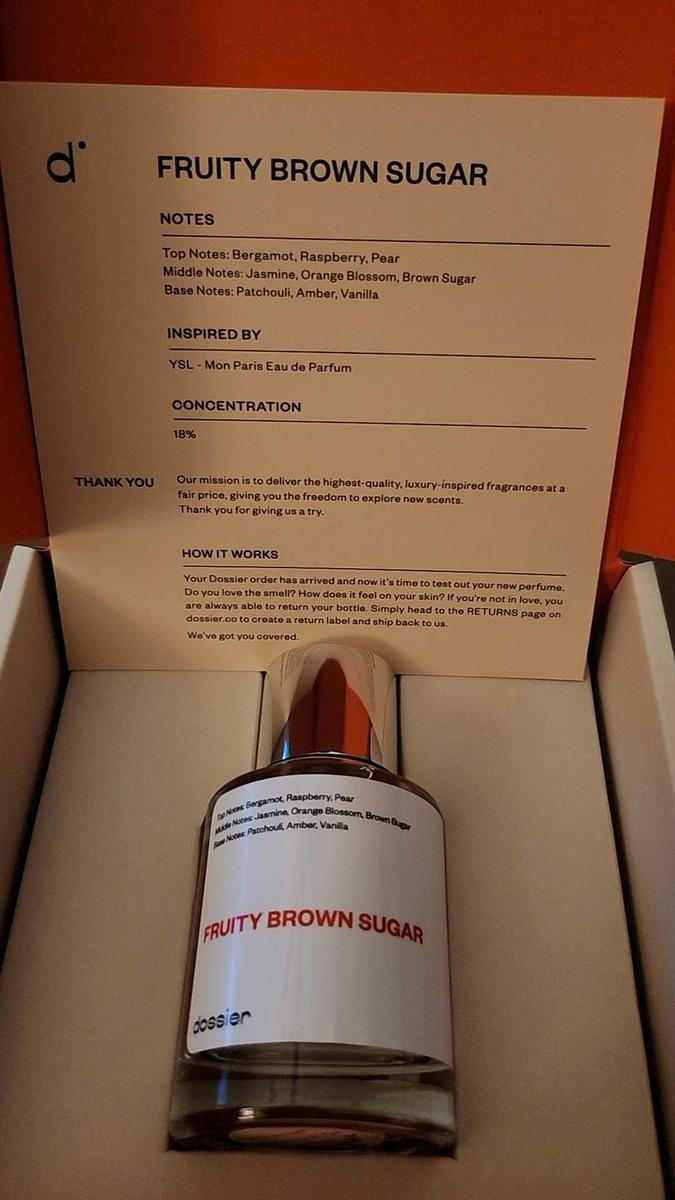 d
FRUITY BROWN SUGAR
NOTES
Top Notes: Bergamot, Raspberry, Pear
Middle Notes: Jasmine, Orange Blossom, Brown Sugar
Base Notes: Patchouli, Amber, Vanilla
INSPIRED BY
YSL - Mon Paris Eau de Parfum
CONCENTRATION
18%
THANK YOU
Our mission is to deliver the highest-quality, luxury-inspired fragrances at a
fair price, giving you the freedom to explore new scents.
Thank you for giving us a try.
HOW IT WORKS
Your Dossier order has arrived and now it's time to test out your new perfume.
Do you love the smell? How does it feel on your skin? If you're not in love, you
are always able to return your bottle. Simply head to the RETURNS page on
dossier.co to create a return label and ship back to us.
We've got you covered.
Top Notes: Bergamot, Raspberry, Pear
Middle Notes: Jasmine, Orange Blossom, Brown Sugar
Base Notes: Patchouli, Amber, Vanilla
FRUITY BROWN SUGAR
dossier